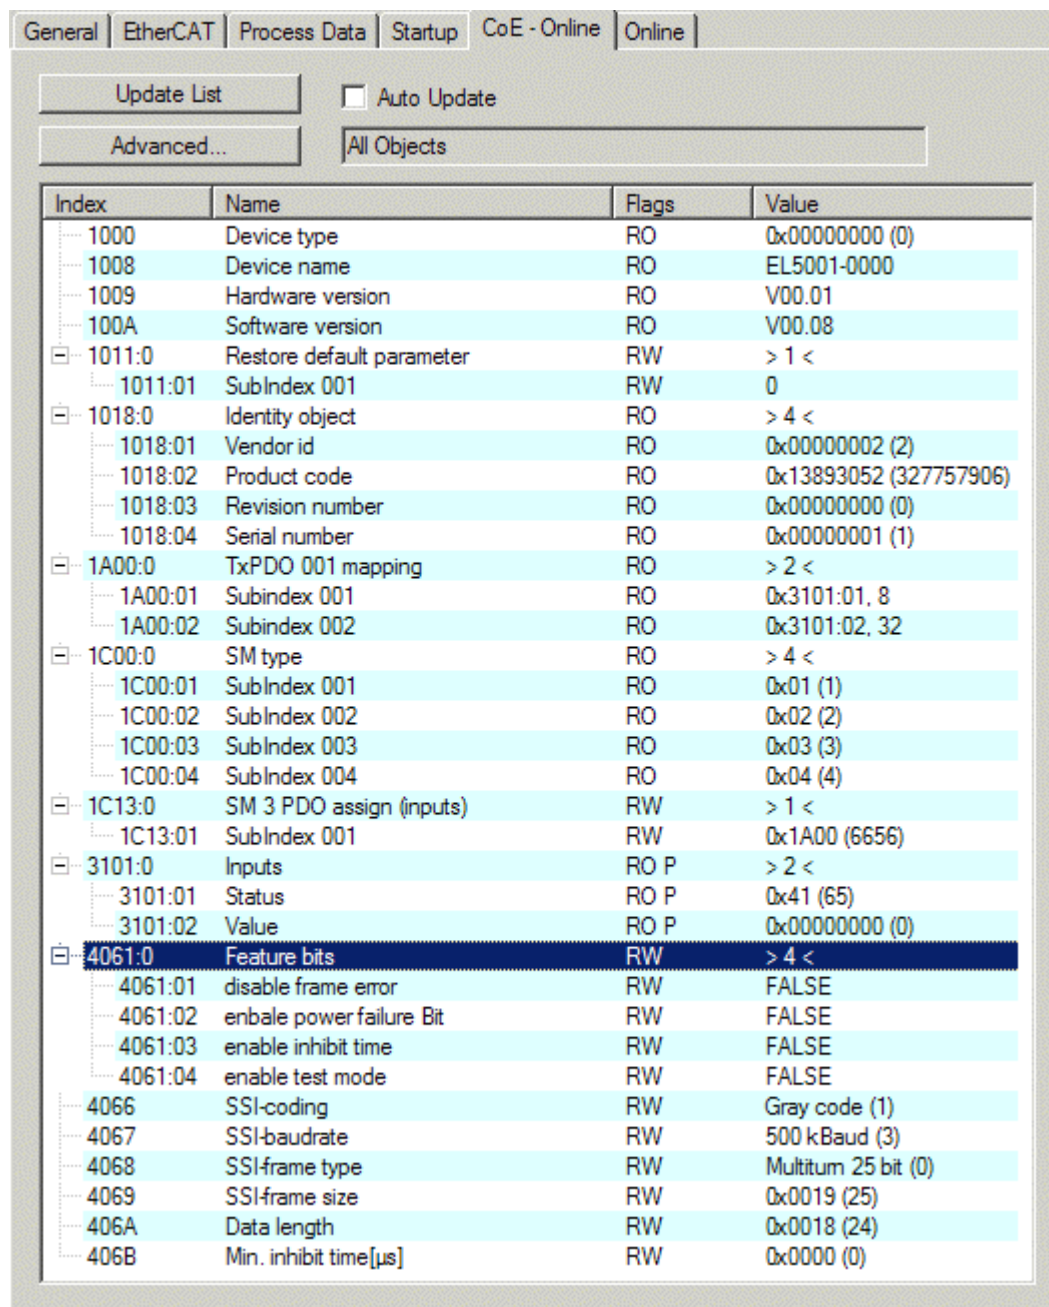 General EtherCAT Process Data Startup CoE - Online Online
Update List Auto Update
Advanced... All Objects
Index Name Flags Value
1000 Device type RO 0x00000000 (0)
1008 Device name RO EL5001-0000
1009 Hardware version RO V00.01
100A Software version RO V00.08
1011:0 Restore default parameter RW > 1 <
1011:01 SubIndex 001 RW 0
1018:0 Identity object RO > 4 <
1018:01 Vendor id RO 0x00000002 (2)
1018:02 Product code RO 0x13893052 (327757906)
1018:03 Revision number RO 0x00000000 (0)
1018:04 Serial number RO 0x00000001 (1)
1A00:0 TxPDO 001 mapping RO > 2 <
1A00:01 Subindex 001 RO 0x3101:01, 8
1A00:02 Subindex 002 RO 0x3101:02, 32
1C00:0 SM type RO > 4 <
1C00:01 SubIndex 001 RO 0x01 (1)
1C00:02 SubIndex 002 RO 0x02 (2)
1C00:03 SubIndex 003 RO 0x03 (3)
1C00:04 SubIndex 004 RO 0x04 (4)
1C13:0 SM 3 PDO assign (inputs) RW > 1 <
1C13:01 SubIndex 001 RW 0x1A00 (6656)
3101:0 Inputs RO P > 2 <
3101:01 Status RO P 0x41 (65)
3101:02 Value RO P 0x00000000 (0)
4061:0 Feature bits RW > 4 <
4061:01 disable frame error RW FALSE
4061:02 enbale power failure Bit RW FALSE
4061:03 enable inhibit time RW FALSE
4061:04 enable test mode RW FALSE
4066 SSI-coding RW Gray code (1)
4067 SSI-baudrate RW 500 kBaud (3)
4068 SSI-frame type RW Multiturn 25 bit (0)
4069 SSI-frame size RW 0x0019 (25)
406A Data length RW 0x0018 (24)
406B Min. inhibit time[µs] RW 0x0000 (0)